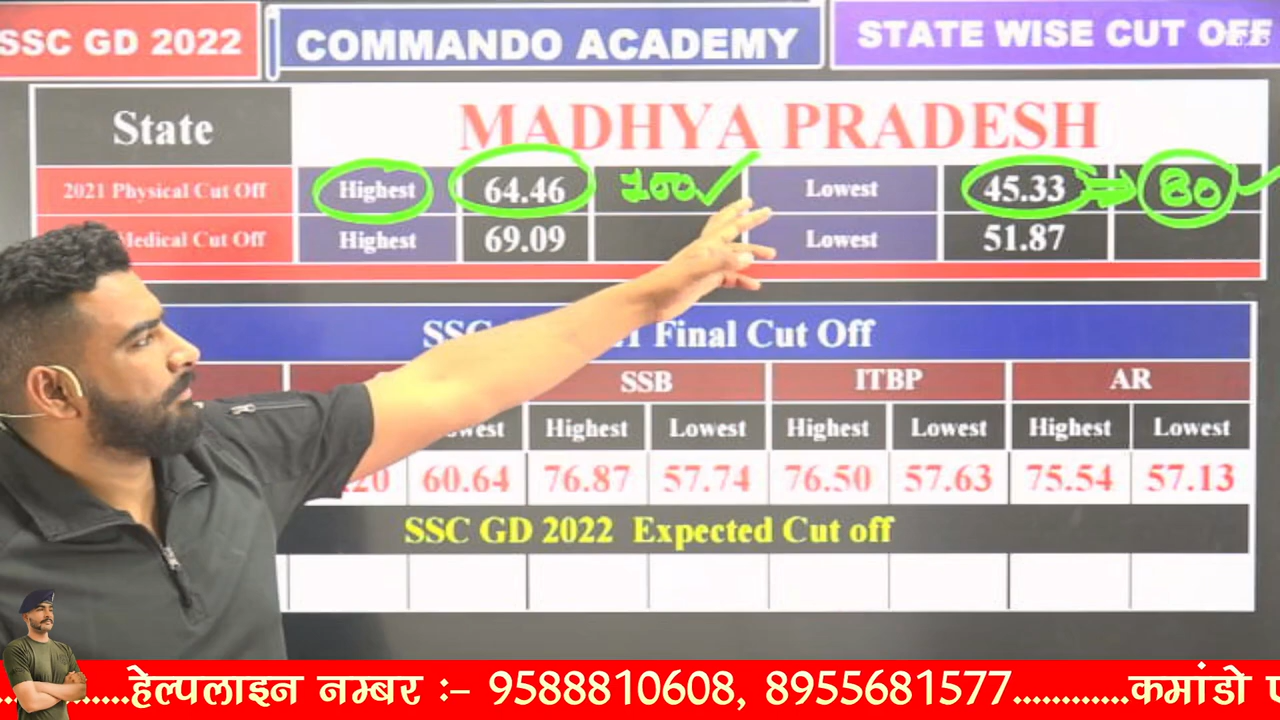 SSC GD 2022 COMMANDO ACADEMY STATE WISE CUT OFF
State MADHYA PRADESH
2021 Physical Cut Off Highest 64.46 100✓ Lowest 45.33 ⇒ 80 ✓
Medical Cut Off Highest 69.09 Lowest 51.87
Final Cut Off
SSB ITBP AR
Highest Lowest Highest Lowest Highest Lowest
60.64 76.87 57.74 76.50 57.63 75.54 57.13
SSC GD 2022 Expected Cut off
हेल्पलाइन नम्बर :- 9588810608, 8955681577............कमांडो